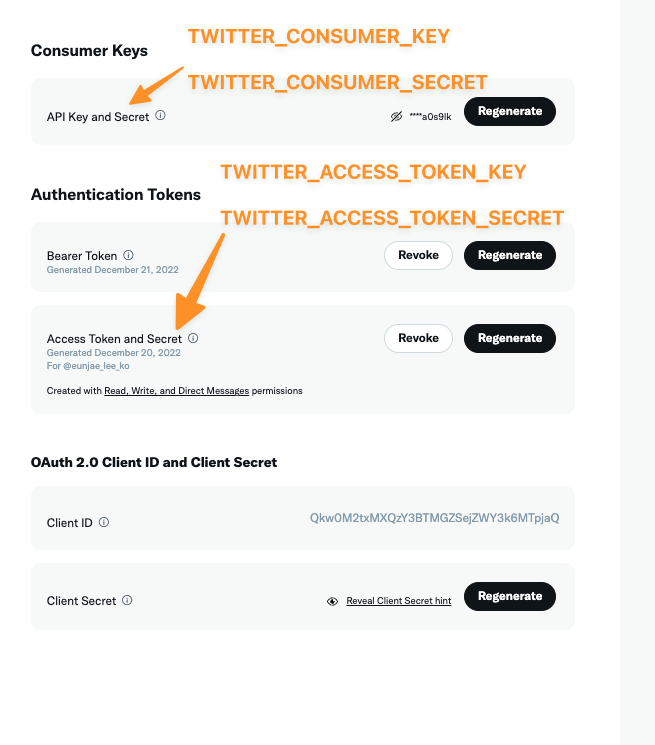 TWITTER_CONSUMER_KEY
Consumer Keys
TWITTER_CONSUMER_SECRET
API Key and Secret
****a0s9lk
Regenerate
TWITTER_ACCESS_TOKEN_KEY
Authentication Tokens
TWITTER_ACCESS_TOKEN_SECRET
Bearer Token
Generated December 21, 2022
Revoke
Regenerate
Access Token and Secret
Generated December 20, 2022
For @eunjae_lee_ko
Revoke
Regenerate
Created with Read, Write, and Direct Messages permissions
OAuth 2.0 Client ID and Client Secret
Client ID
Qkw0M2txMXQzY3BTMGZSejZWY3k6MTpjaQ
Client Secret
Reveal Client Secret hint
Regenerate